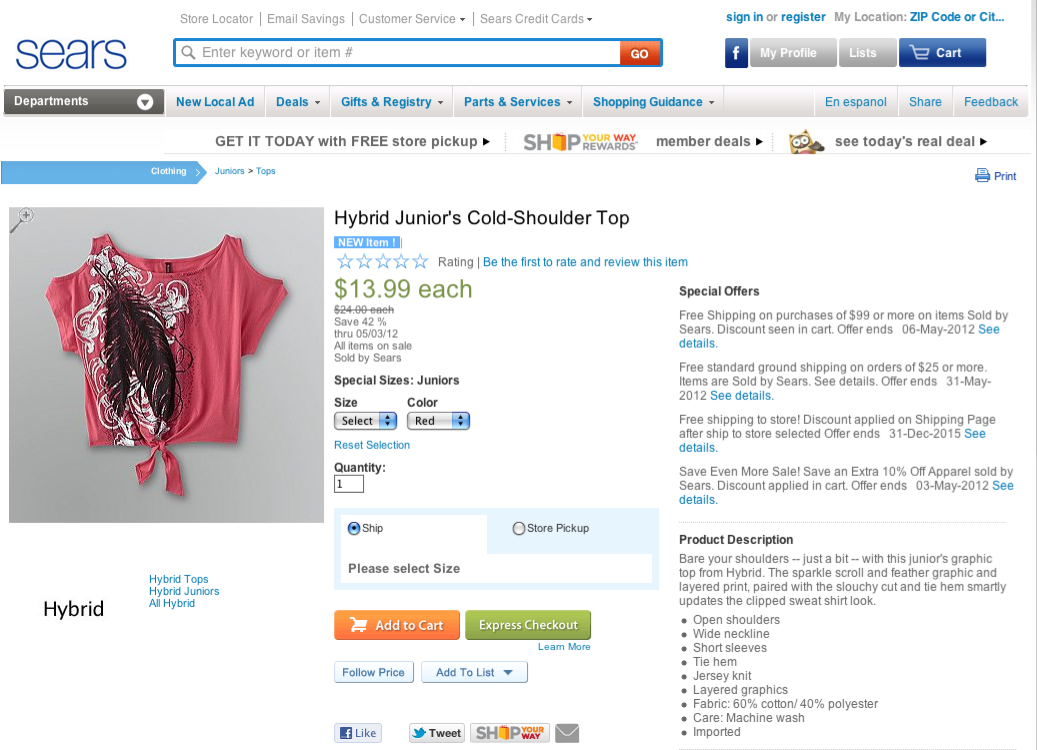 Store Locator | Email Savings | Customer Service | Sears Credit Cards
sign in or register My Location: ZIP Code or Cit...
sears
Enter keyword or item # GO
f My Profile Lists Cart
Departments New Local Ad Deals Gifts & Registry Parts & Services Shopping Guidance En espanol Share Feedback
GET IT TODAY with FREE store pickup SHOP YOUR WAY REWARDS member deals see today's real deal
Clothing Juniors > Tops
Print
Hybrid Junior's Cold-Shoulder Top
NEW Item ! |
Rating | Be the first to rate and review this item
$13.99 each
$24.00 each
Save 42 %
thru 05/03/12
All items on sale
Sold by Sears
Special Sizes: Juniors
Size Color
Select Red
Reset Selection
Quantity:
1
Ship Store Pickup
Please select Size
Add to Cart Express Checkout
Learn More
Follow Price Add To List
Like Tweet SHOP YOUR WAY
Hybrid
Hybrid Tops
Hybrid Juniors
All Hybrid
Special Offers
Free Shipping on purchases of $99 or more on items Sold by
Sears. Discount seen in cart. Offer ends 06-May-2012 See
details.
Free standard ground shipping on orders of $25 or more.
Items are Sold by Sears. See details. Offer ends 31-May-
2012 See details.
Free shipping to store! Discount applied on Shipping Page
after ship to store selected Offer ends 31-Dec-2015 See
details.
Save Even More Sale! Save an Extra 10% Off Apparel sold by
Sears. Discount applied in cart. Offer ends 03-May-2012 See
details.
Product Description
Bare your shoulders -- just a bit -- with this junior's graphic
top from Hybrid. The sparkle scroll and feather graphic and
layered print, paired with the slouchy cut and tie hem smartly
updates the clipped sweat shirt look.
Open shoulders
Wide neckline
Short sleeves
Tie hem
Jersey knit
Layered graphics
Fabric: 60% cotton/ 40% polyester
Care: Machine wash
Imported